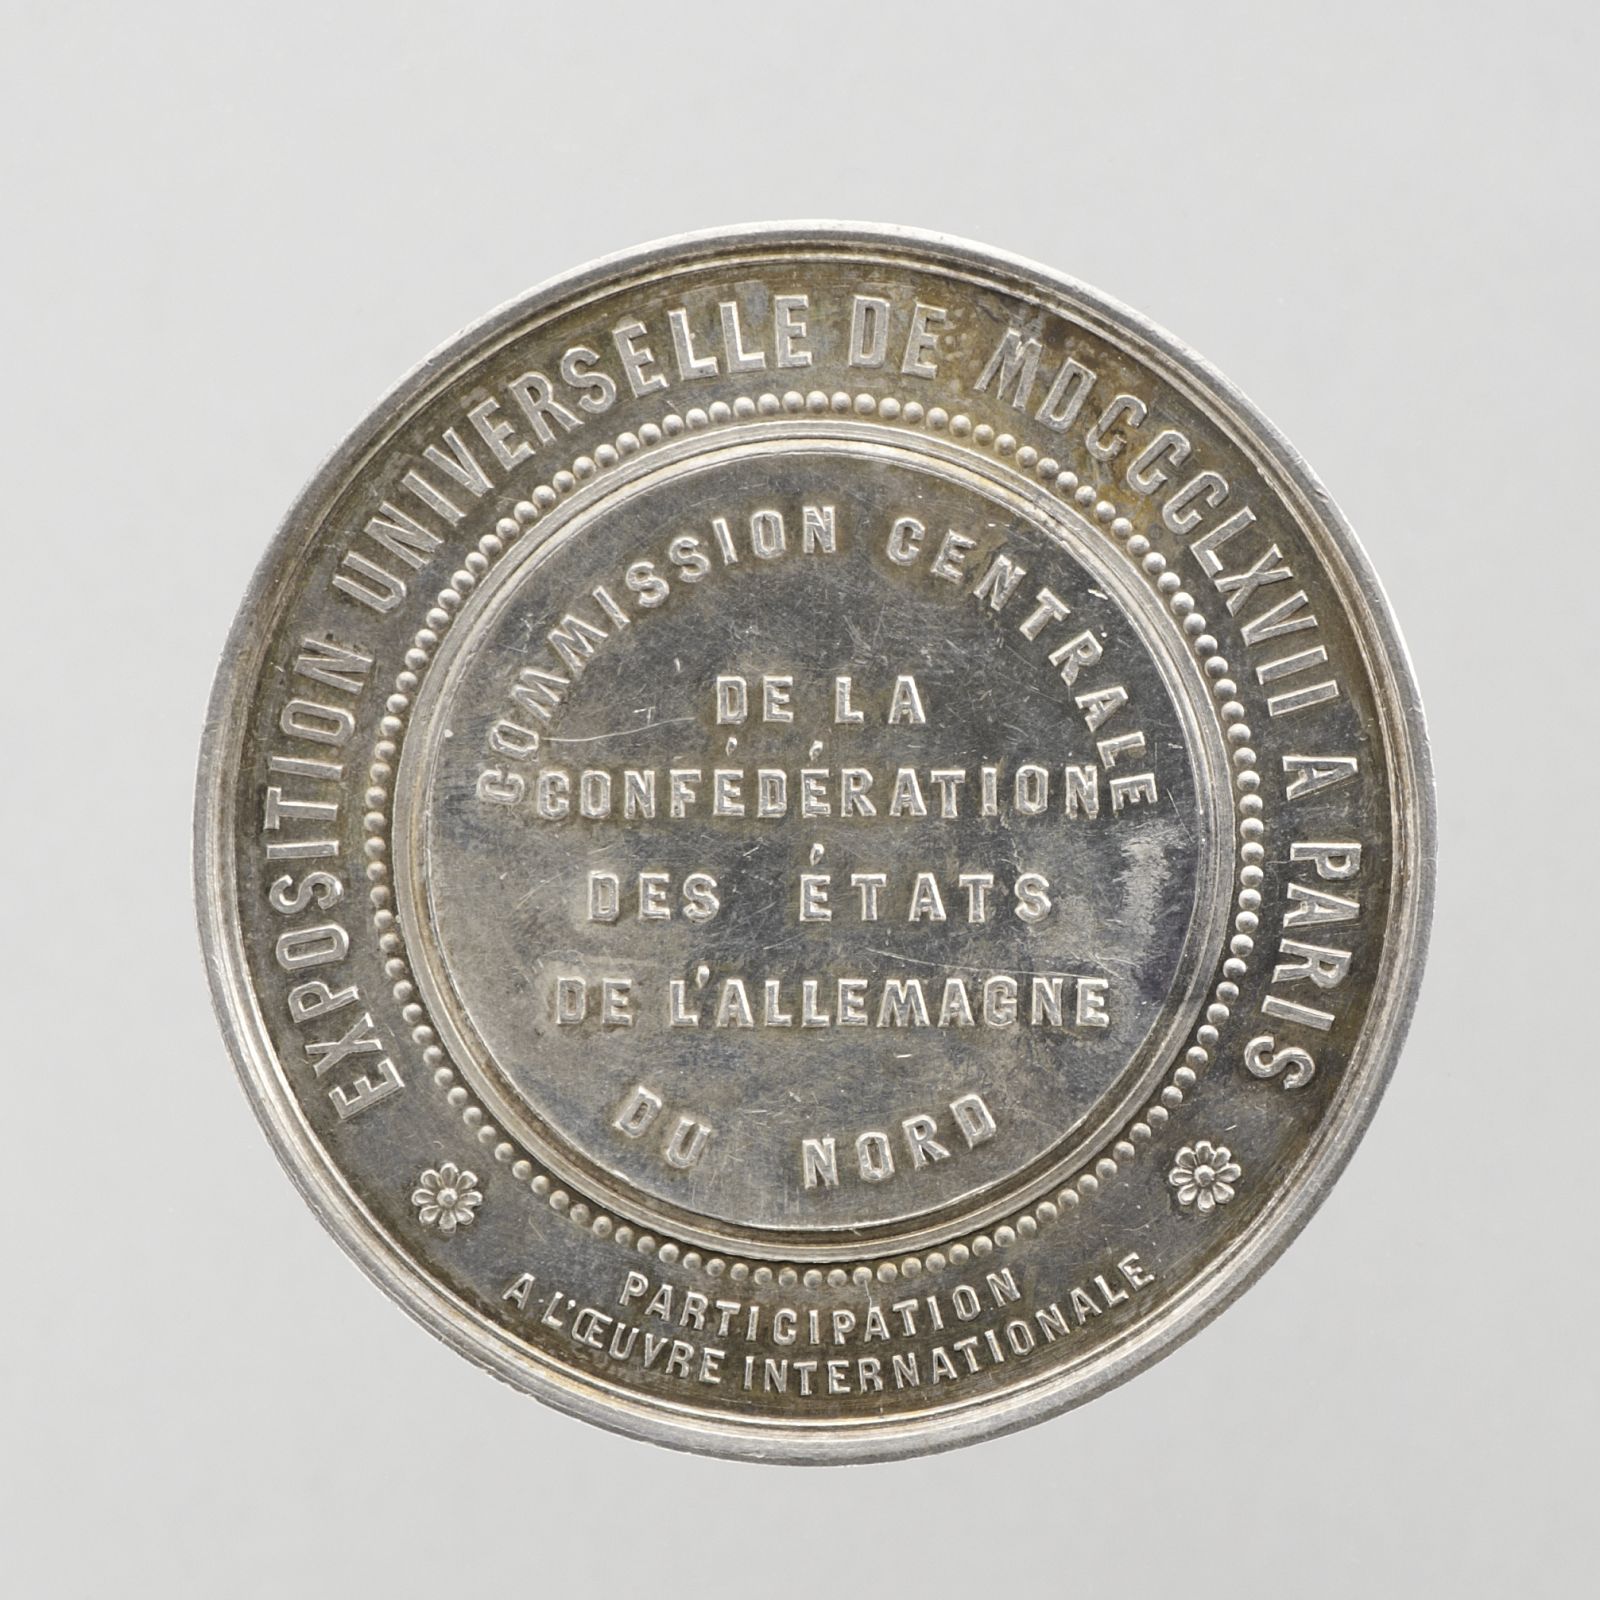 EXPOSITION UNIVERSELLE DE MDCCCLXVII A PARIS
COMMISSION CENTRALE
DE LA
CONFÉDÉRATION
DES ÉTATS
DE L'ALLEMAGNE
DU NORD
PARTICIPATION
A L'ŒUVRE INTERNATIONALE